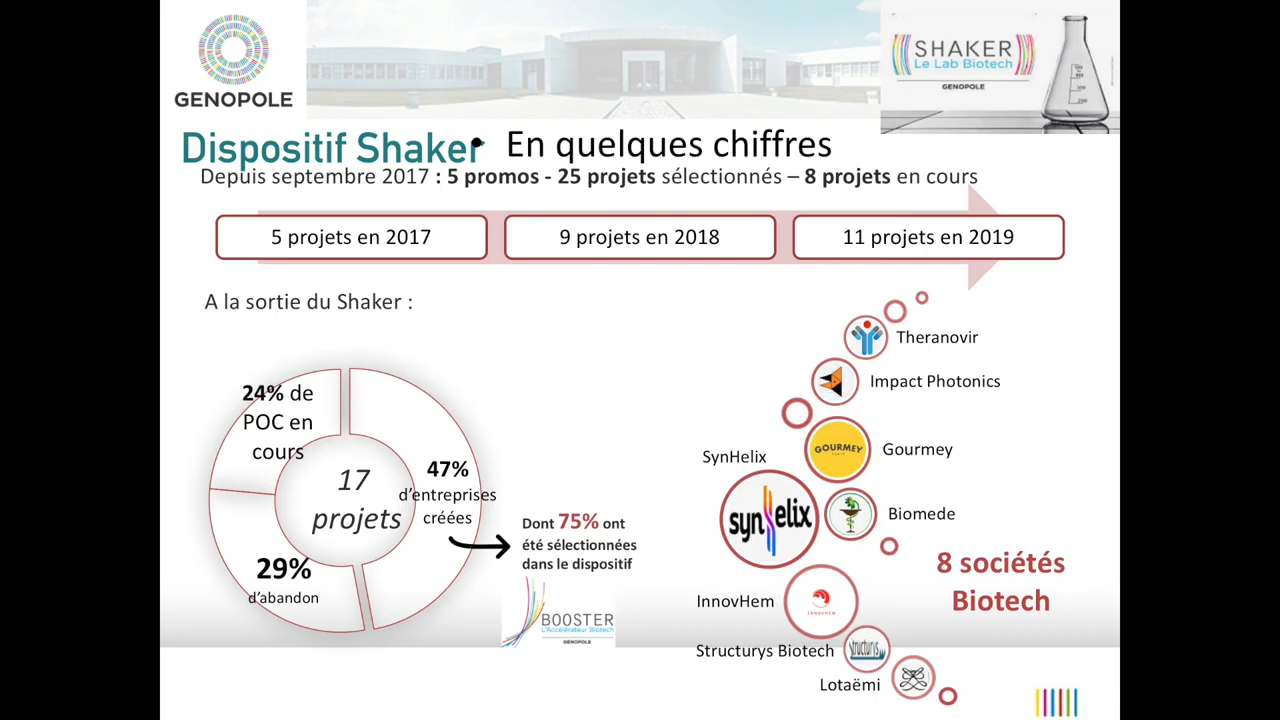 GENOPOLE
SHAKER
Le Lab Biotech
GENOPOLE
Dispositif Shaker
• En quelques chiffres
Depuis septembre 2017 : 5 promos - 25 projets sélectionnés – 8 projets en cours
5 projets en 2017
9 projets en 2018
11 projets en 2019
A la sortie du Shaker :
24% de
POC en
cours
17
projets
47%
d'entreprises
créées
29%
d'abandon
Dont 75% ont
été sélectionnées
dans le dispositif
BOOSTER
L'Accélérateur Biotech
GENOPOLE
Theranovir
Impact Photonics
GOURMEY
Gourmey
SynHelix
synHelix
Biomede
8 sociétés
Biotech
InnovHem
INNOVHEM
Structurys Biotech
Structurys
Lotaëmi